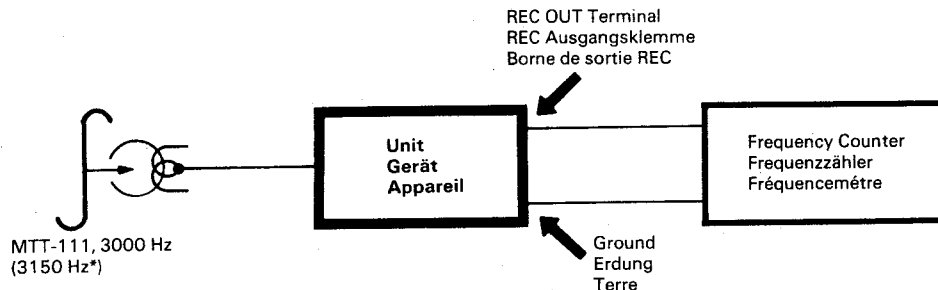 REC OUT Terminal
REC Ausgangsklemme
Borne de sortie REC
Unit
Gerät
Appareil
Frequency Counter
Frequenzzähler
Fréquencemétre
MTT-111, 3000 Hz
(3150 Hz*)
Ground
Erdung
Terre